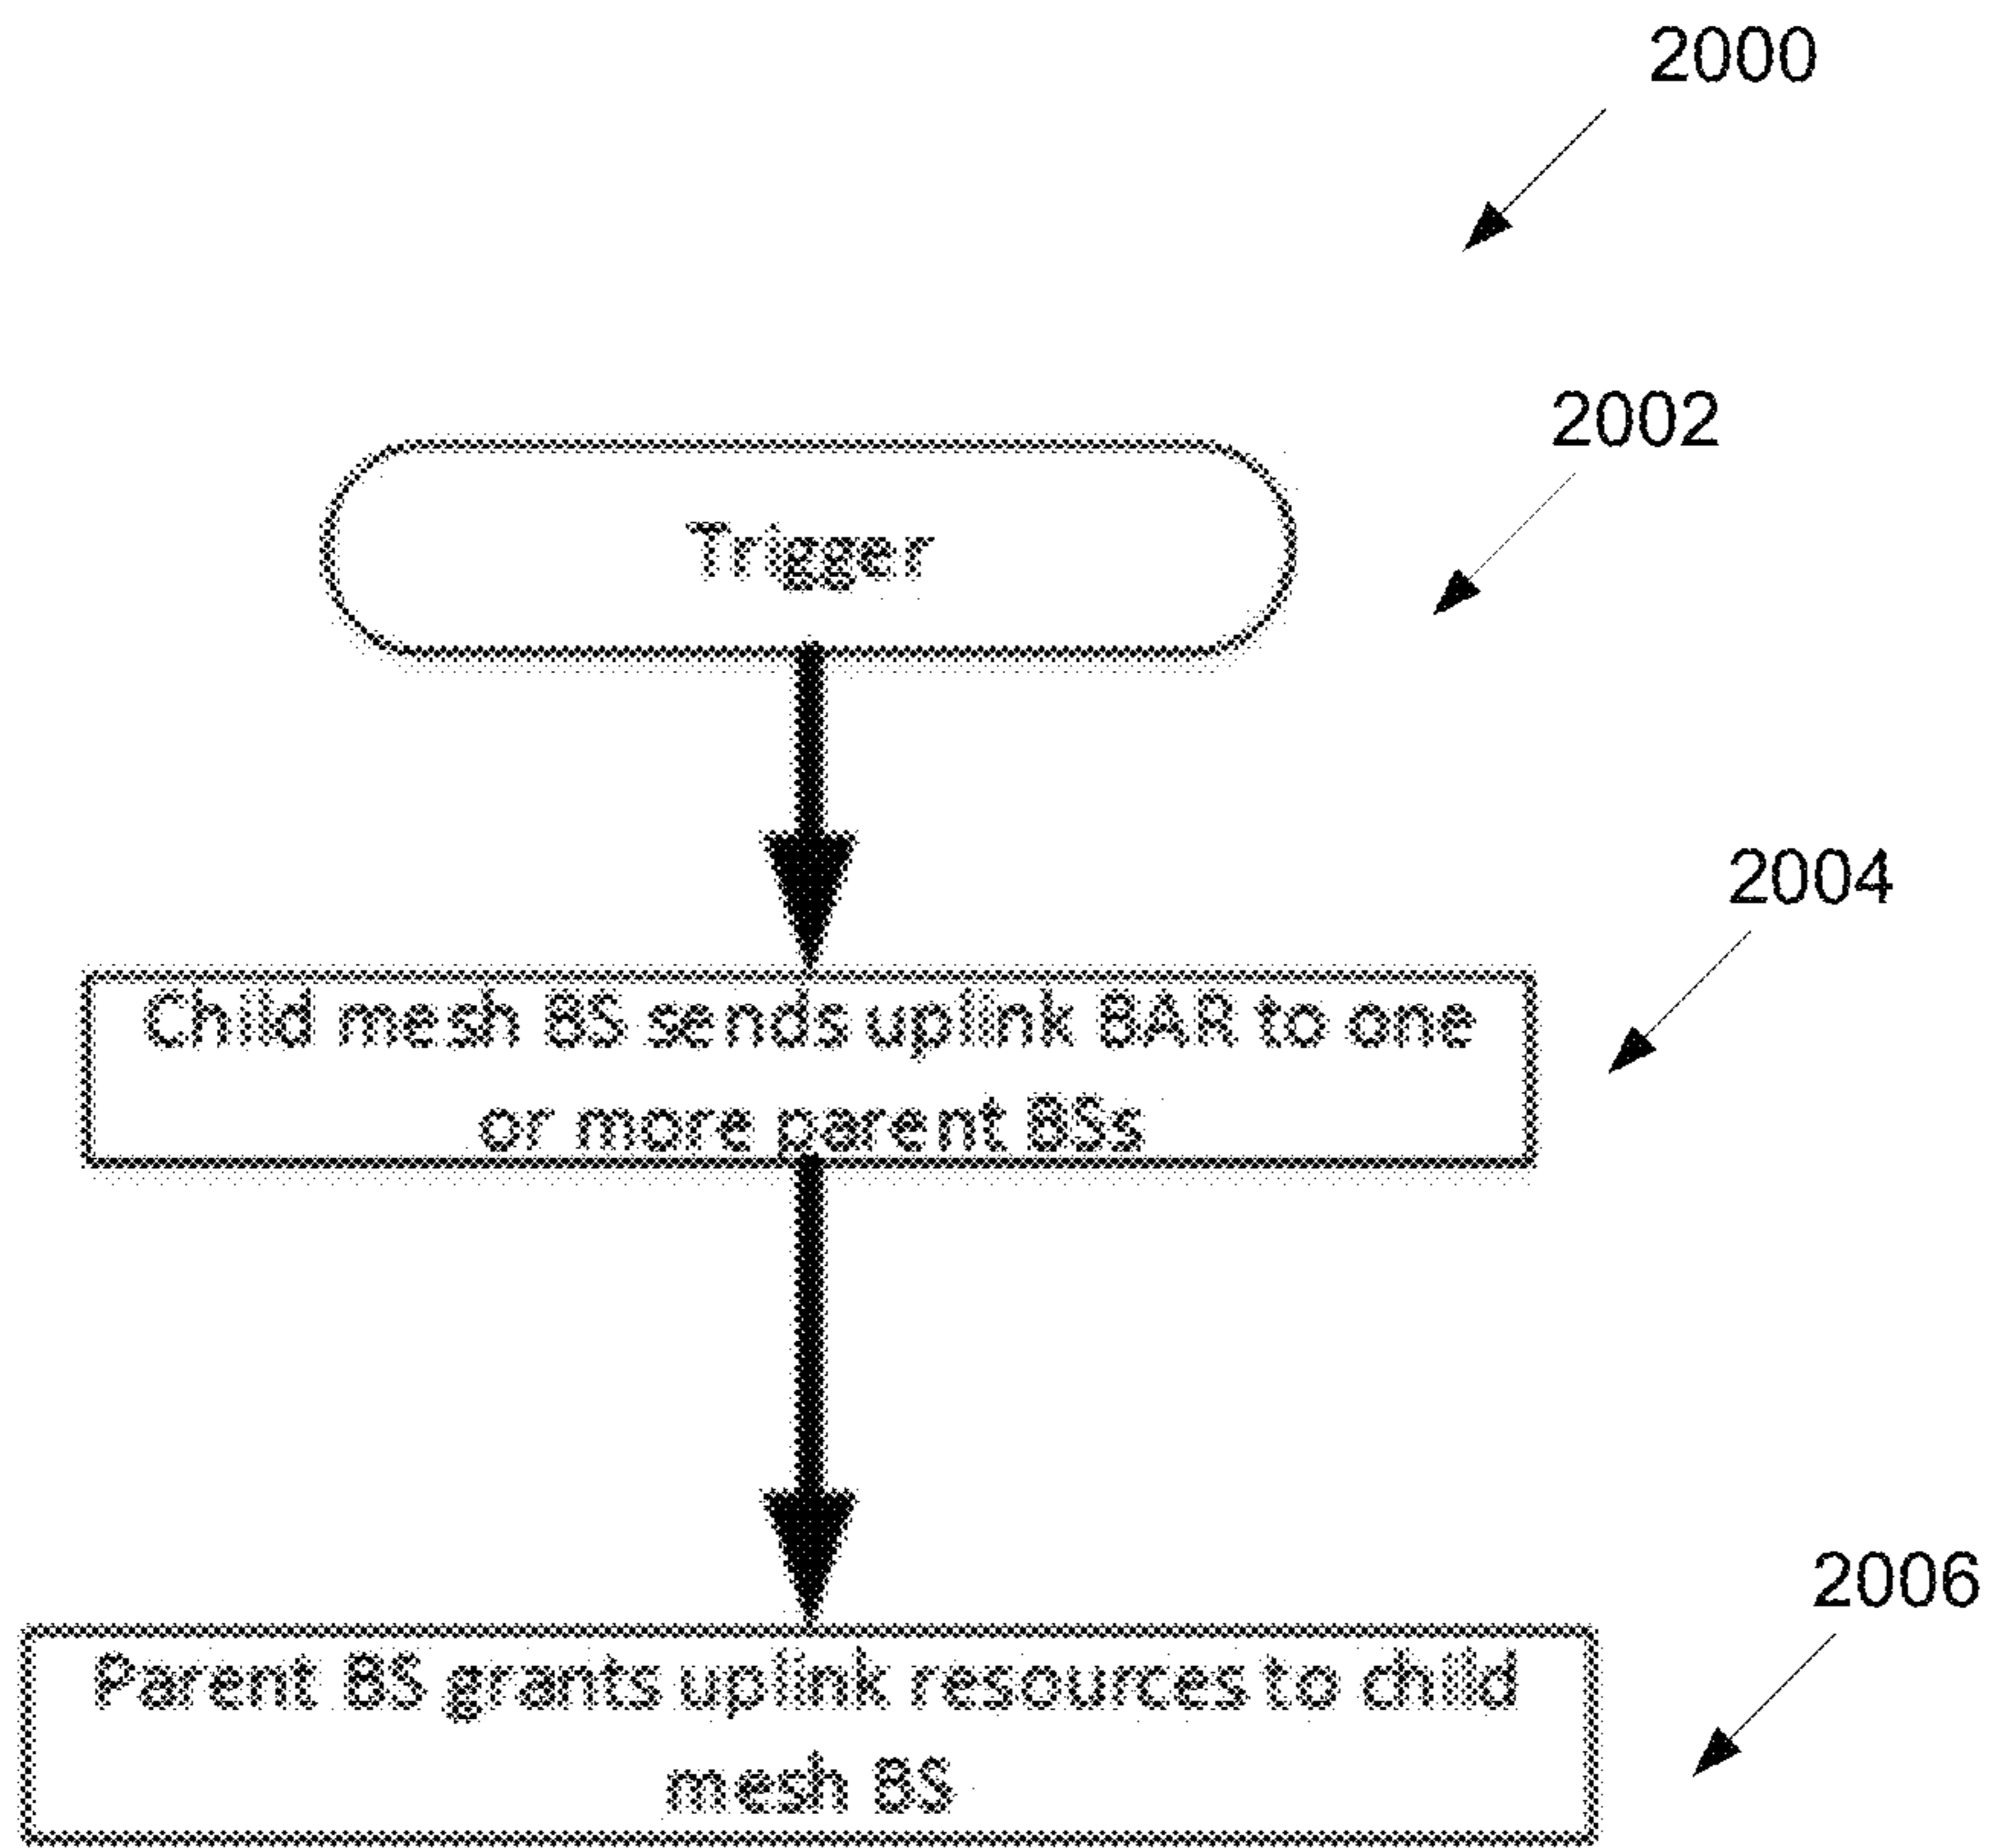 2000
2002
Trigger
2004
Child mesh BS sends uplink BAR to one
or more parent BSs
2006
Parent BS grants uplink resources to child
mesh BS